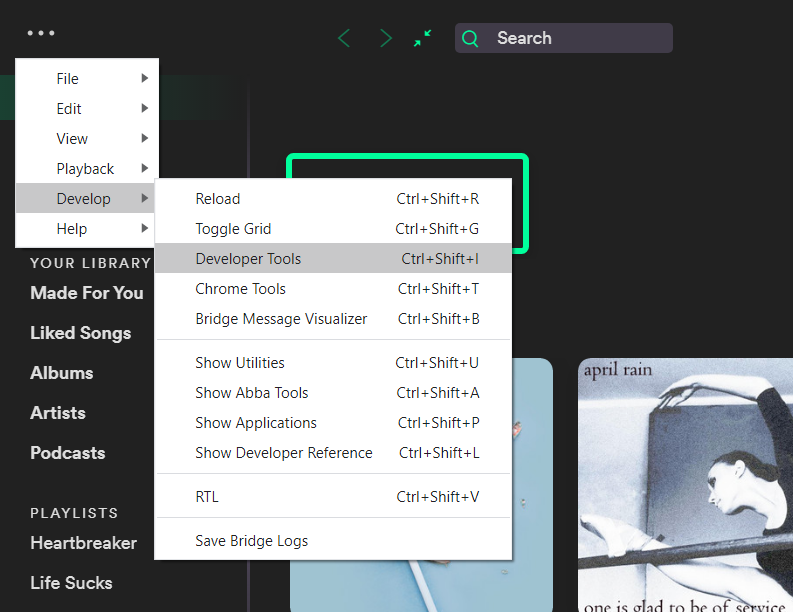 Search
File
Edit
View
Playback
Develop
Help
Reload Ctrl+Shift+R
Toggle Grid Ctrl+Shift+G
Developer Tools Ctrl+Shift+I
Chrome Tools Ctrl+Shift+T
Bridge Message Visualizer Ctrl+Shift+B
Show Utilities Ctrl+Shift+U
Show Abba Tools Ctrl+Shift+A
Show Applications Ctrl+Shift+P
Show Developer Reference Ctrl+Shift+L
RTL Ctrl+Shift+V
Save Bridge Logs
YOUR LIBRARY
Made For You
Liked Songs
Albums
Artists
Podcasts
PLAYLISTS
Heartbreaker
Life Sucks
april rain
one is glad to be of service